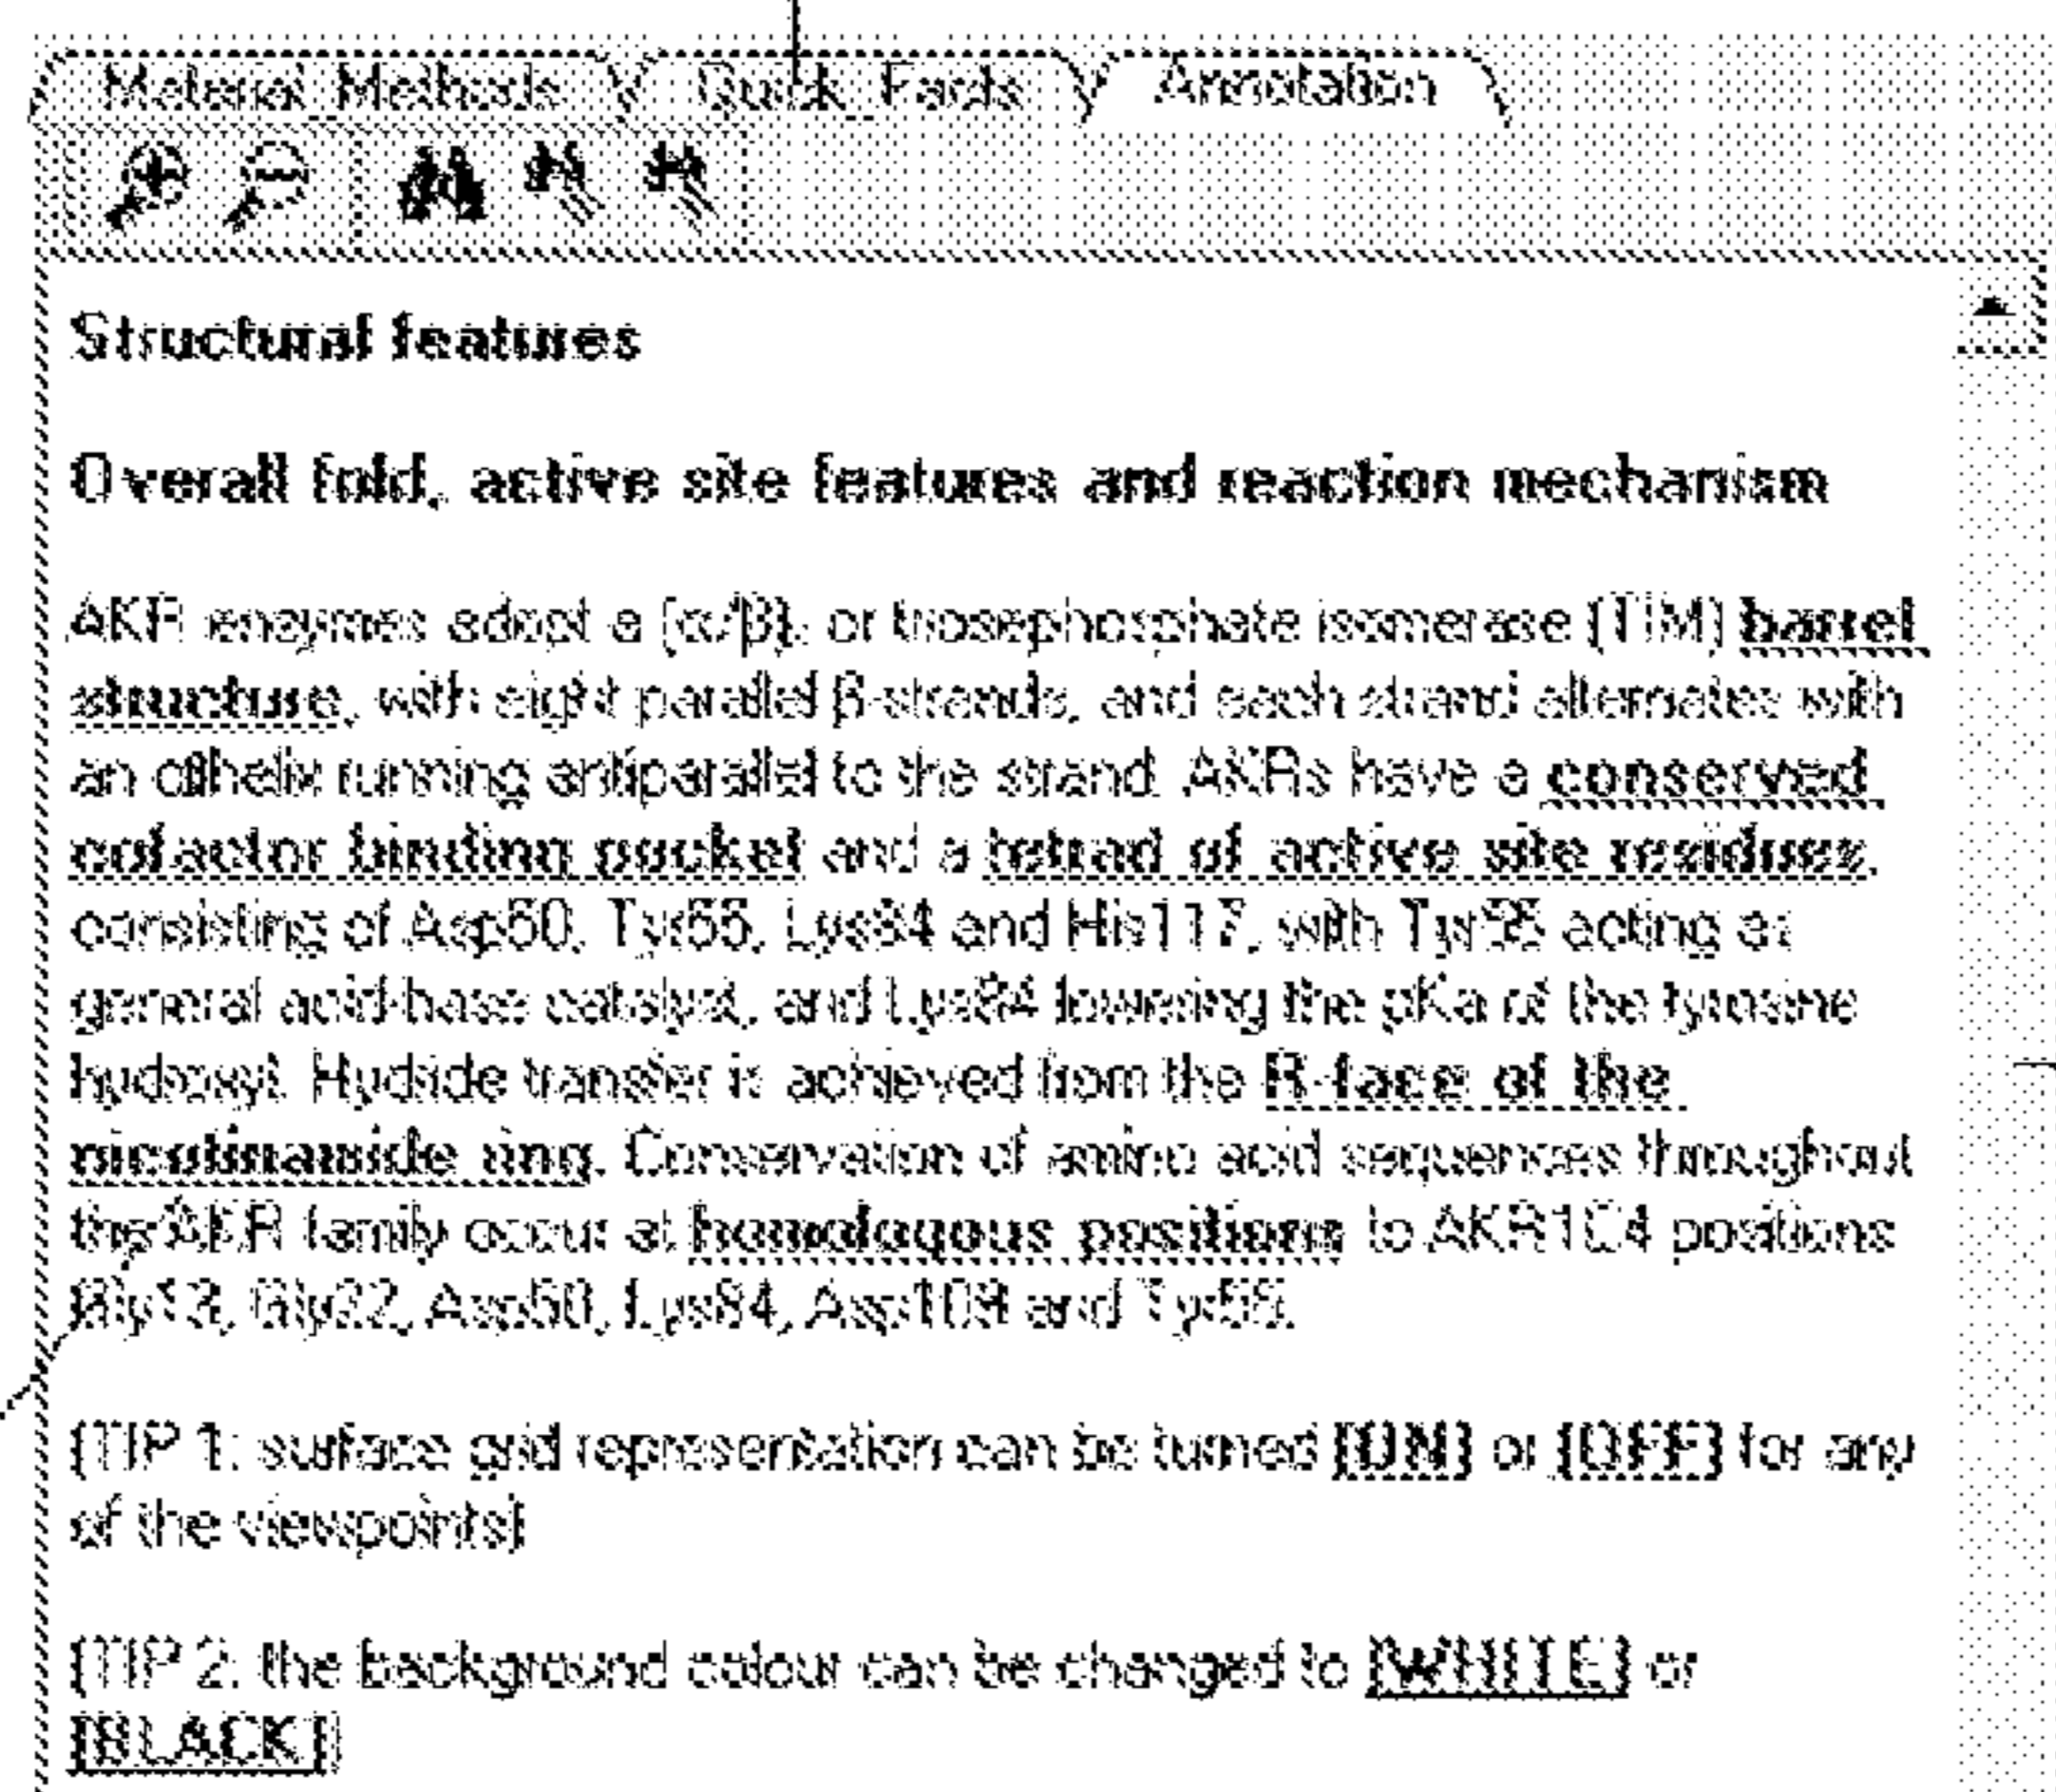 Material_Methods Quick_Facts Annotation
Structural features
Overall fold, active site features and reaction mechanism
AKR enzymes adopt a (α/β)₈ or triosephosphate isomerase (TIM) barrel
structure, with eight parallel β-strands, and each strand alternates with
an helix running antiparallel to the strand. AKRs have a conserved
cofactor binding pocket and a tetrad of active site residues,
consisting of Asp50, Tyr55, Lys84 and His117, with Tyr55 acting as
general acid-base catalyst, and Lys84 lowering the pKa of the tyrosine
hydroxyl. Hydride transfer is achieved from the R-face of the
nicotinamide ring. Conservation of amino acid sequences throughout
the AKR family occur at homologous positions to AKR1C4 positions
Gly13, Gly22, Asp50, Lys84, and Tyr55.
(TIP 1: surface grid representation can be turned [ON] or [OFF] for any
of the viewpoints)
(TIP 2: the background colour can be changed to [WHITE] or
[BLACK])